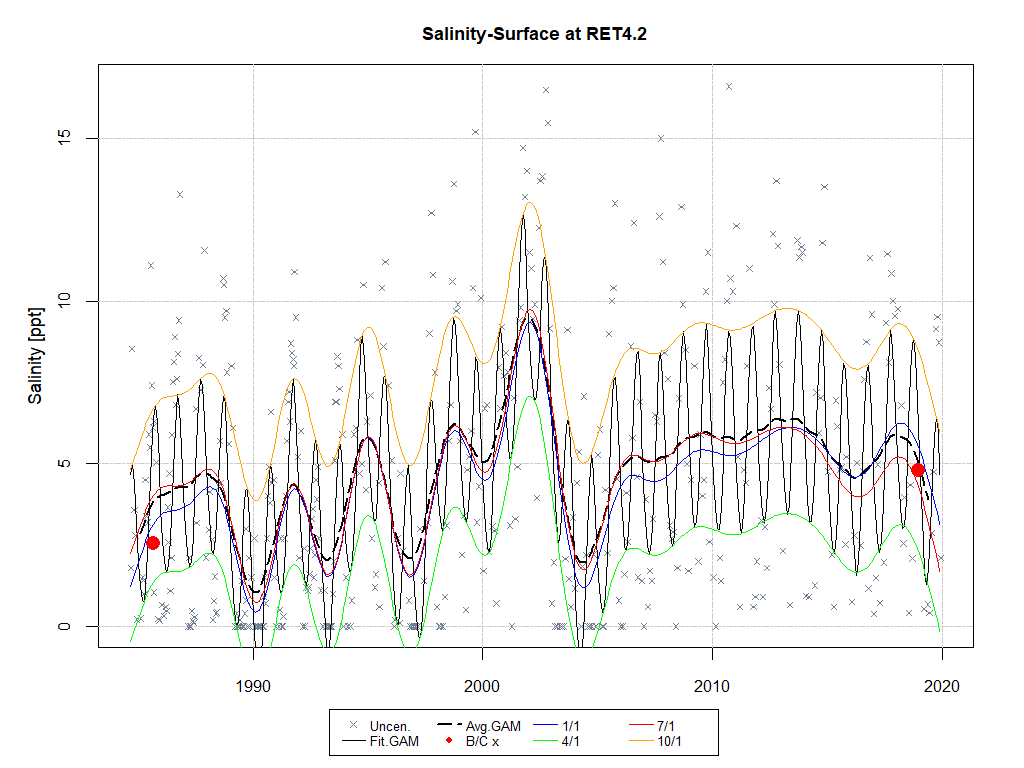 Salinity-Surface at RET4.2
Salinity [ppt]
15
10
5
0
1990 2000 2010 2020
Uncen. Avg.GAM 1/1 7/1
Fit.GAM B/C x 4/1 10/1